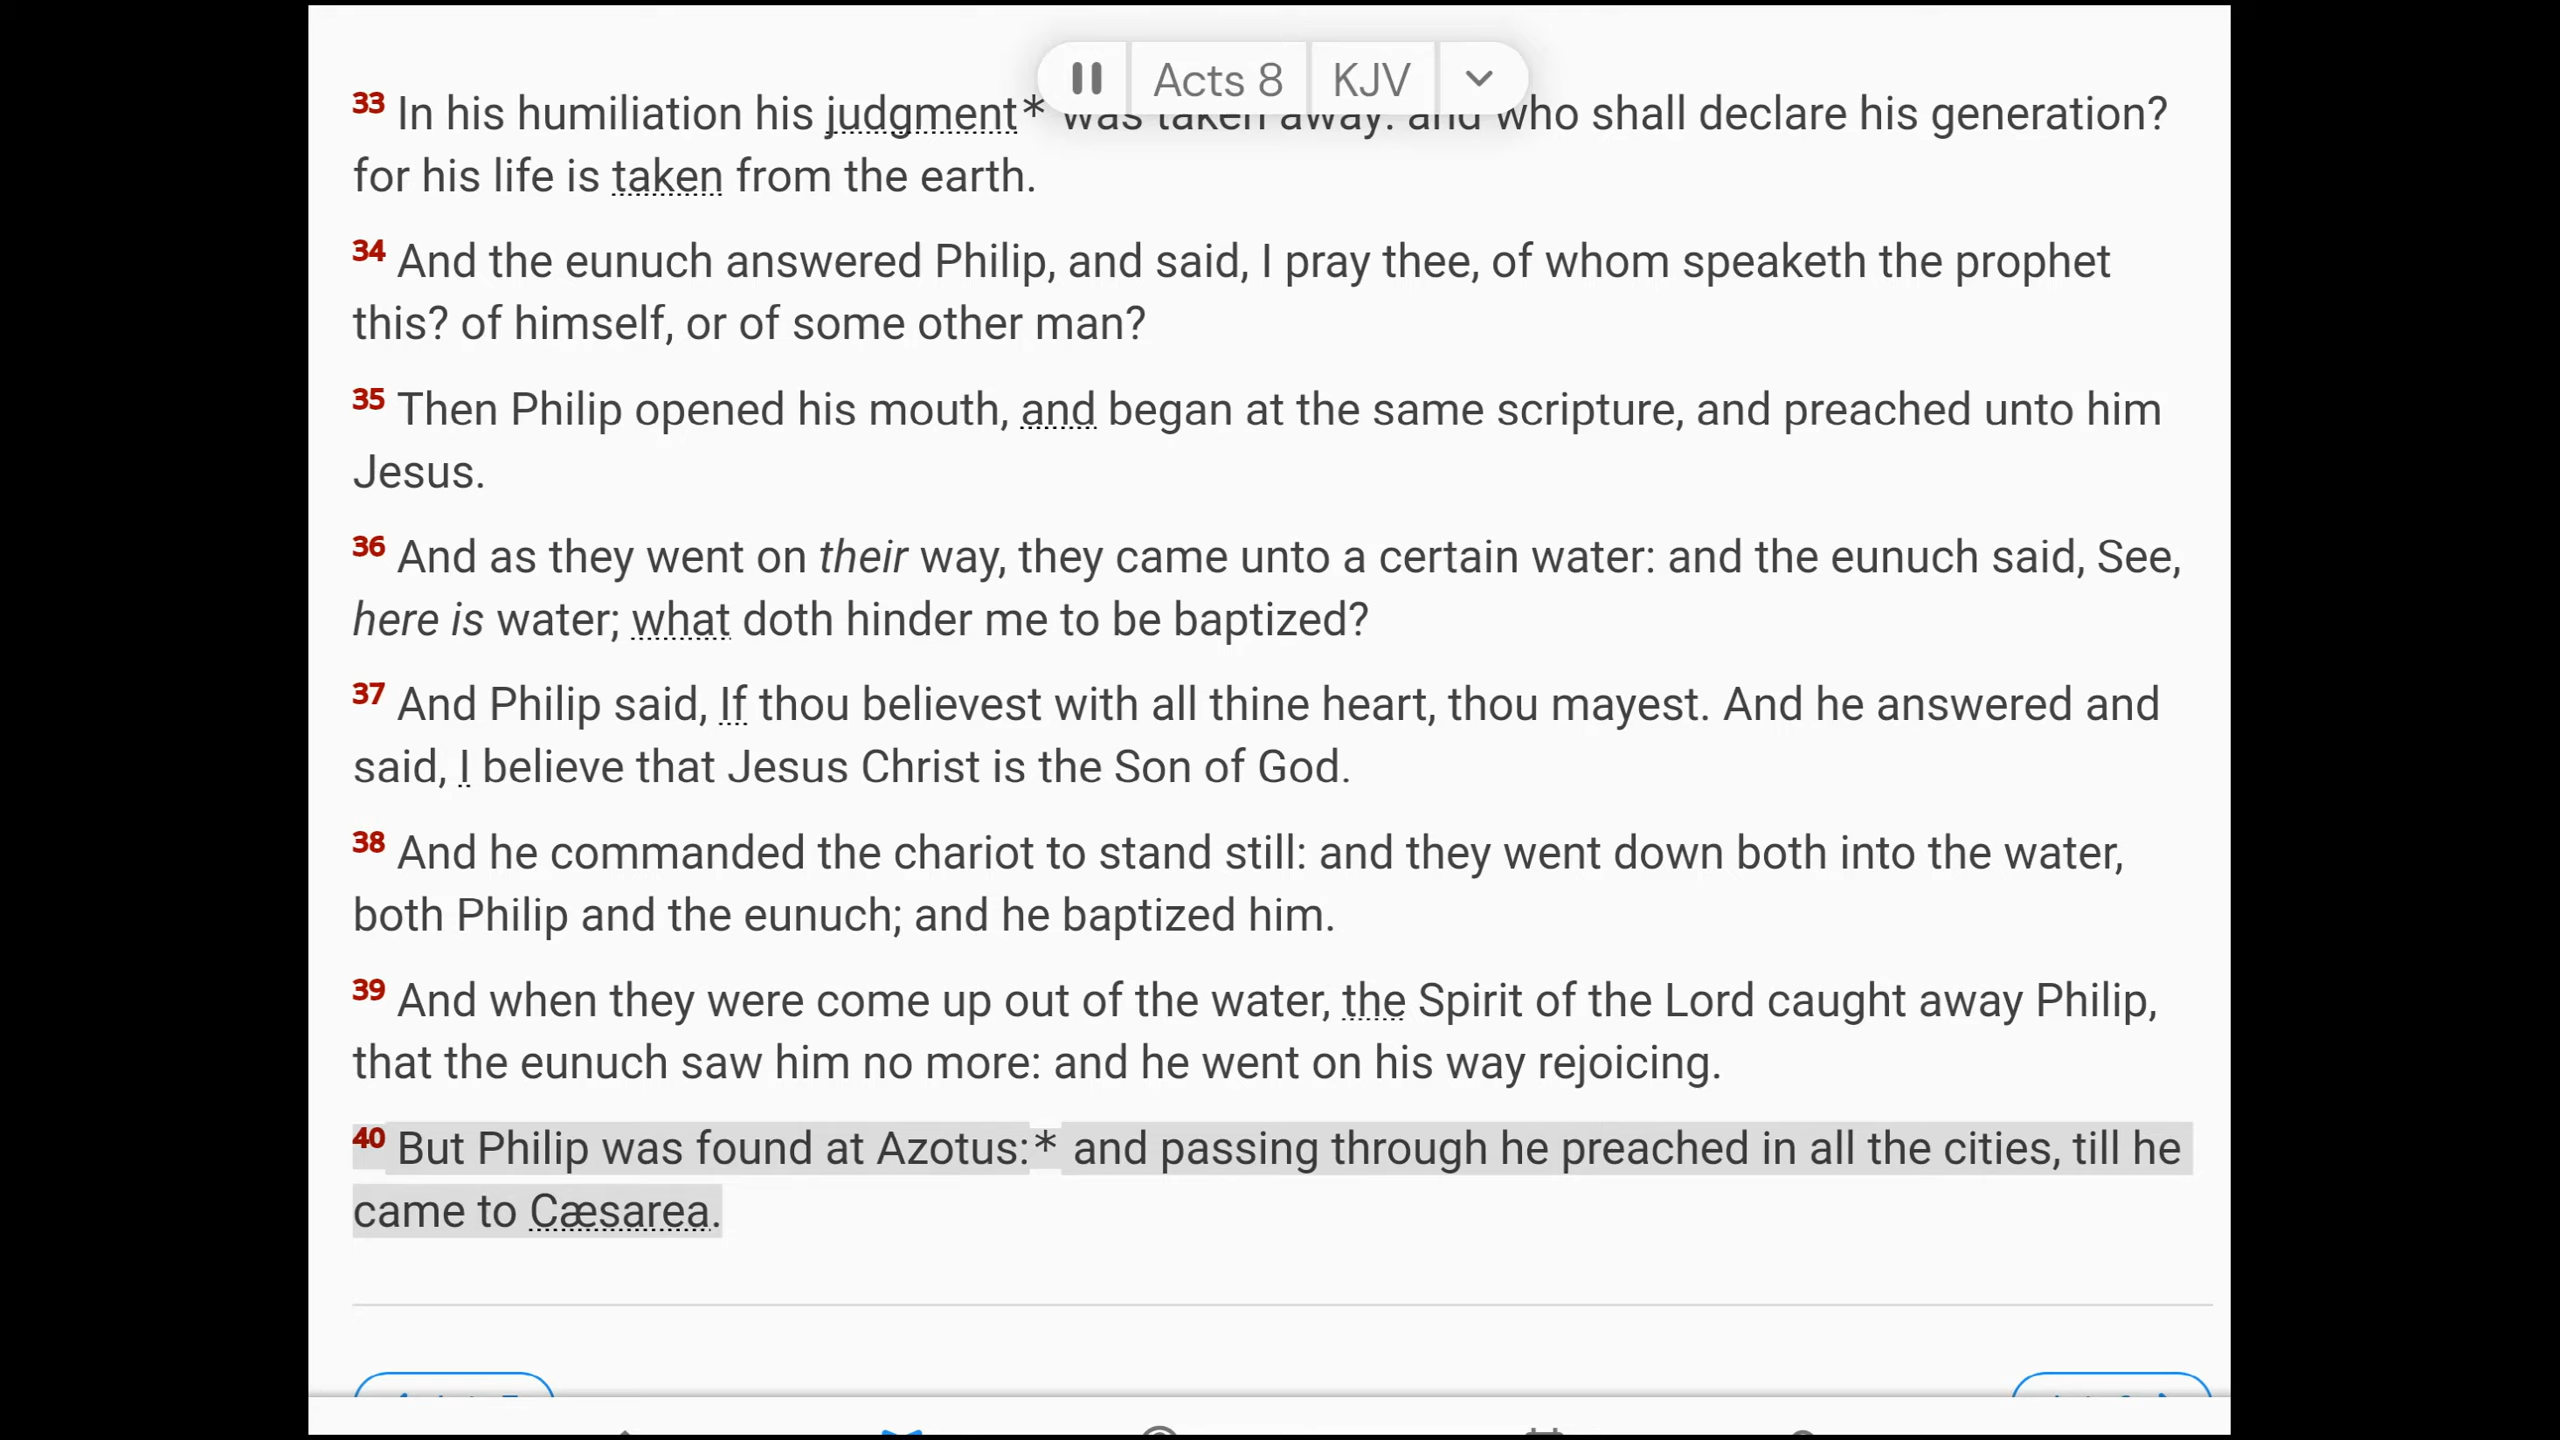 Acts 8 KJV
33 In his humiliation his judgment* was taken away: and who shall declare his generation?
for his life is taken from the earth.
34 And the eunuch answered Philip, and said, I pray thee, of whom speaketh the prophet
this? of himself, or of some other man?
35 Then Philip opened his mouth, and began at the same scripture, and preached unto him
Jesus.
36 And as they went on their way, they came unto a certain water: and the eunuch said, See,
here is water; what doth hinder me to be baptized?
37 And Philip said, If thou believest with all thine heart, thou mayest. And he answered and
said, I believe that Jesus Christ is the Son of God.
38 And he commanded the chariot to stand still: and they went down both into the water,
both Philip and the eunuch; and he baptized him.
39 And when they were come up out of the water, the Spirit of the Lord caught away Philip,
that the eunuch saw him no more: and he went on his way rejoicing.
40 But Philip was found at Azotus:* and passing through he preached in all the cities, till he
came to Cæsarea.